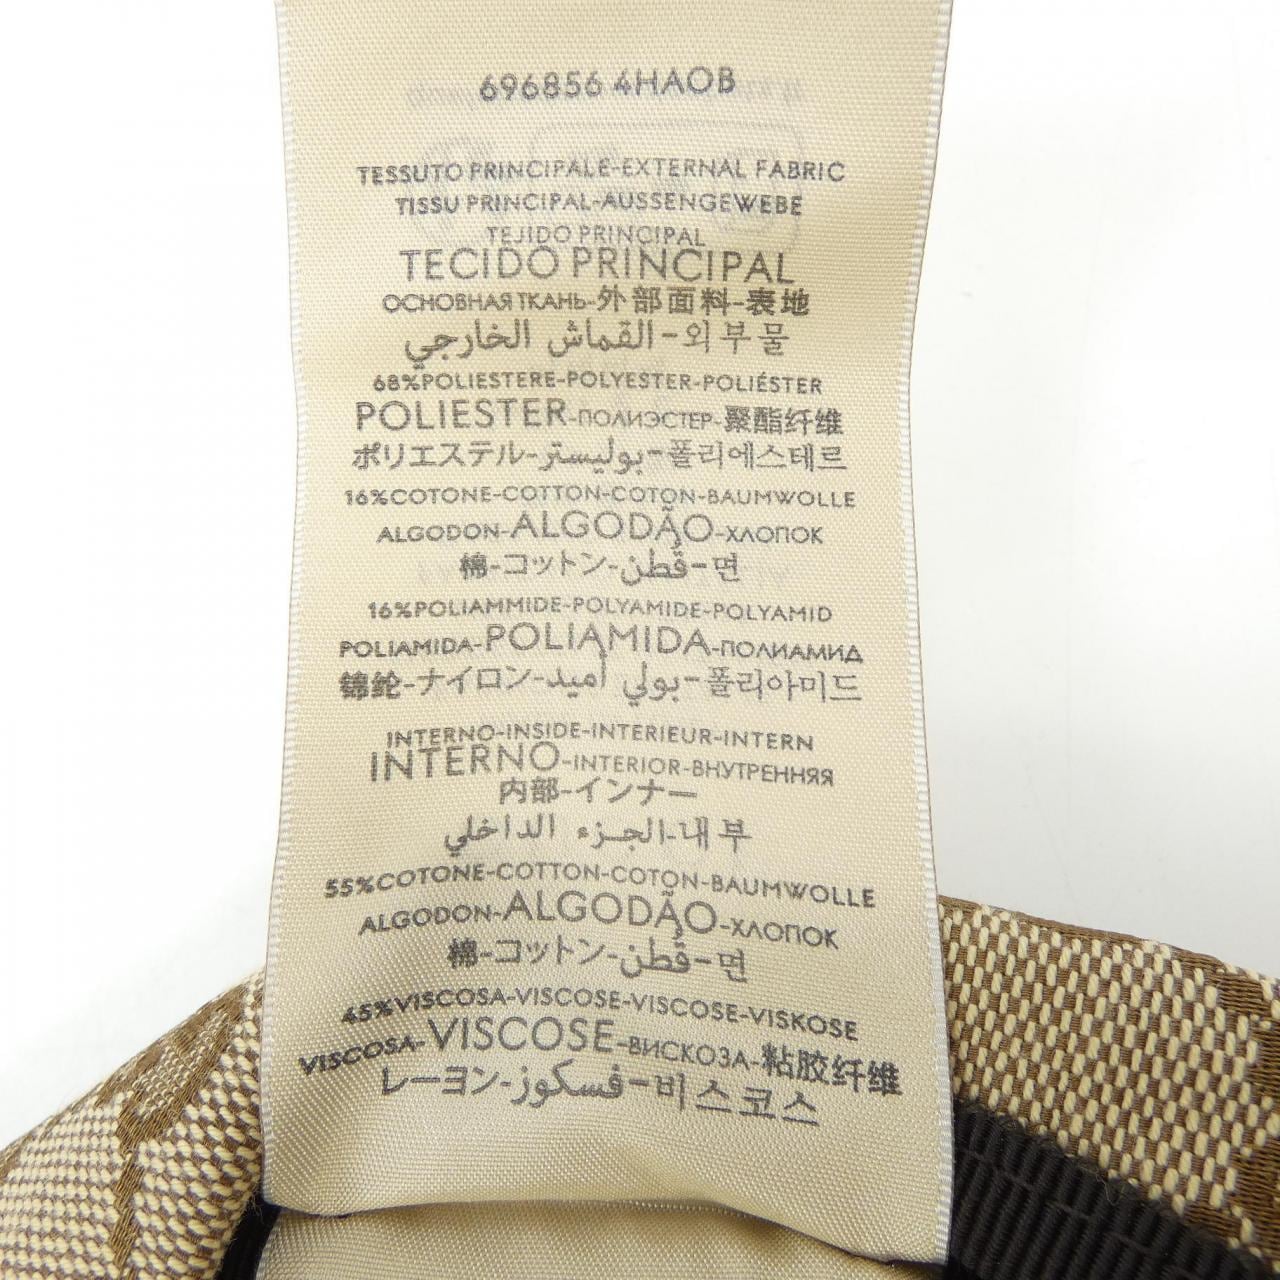 696856 4HAOB
TESSUTO PRINCIPALE-EXTERNAL FABRIC
TISSU PRINCIPAL-AUSSENGEWEBE
TEJIDO PRINCIPAL
TECIDO PRINCIPAL
ОСНОВНАЯ ТКАНЬ-外部面料-表地
القماش الخارجي-외부물
68%POLIESTERE-POLYESTER-POLIÉSTER
POLIESTER-ПОЛИЭСТЕР-聚酯纤维
ポリエステル-بوليستر-폴리에스테르
16%COTONE-COTTON-COTON-BAUMWOLLE
ALGODON-ALGODÃO-ХЛОПОК
棉-コットン-قطن-면
16%POLIAMMIDE-POLYAMIDE-POLYAMID
POLIAMIDA-POLIAMIDA-ПОЛИАМИД
锦纶-ナイロン-بولي أميد-폴리아미드
INTERNO-INSIDE-INTERIEUR-INTERN
INTERNO-INTERIOR-ВНУТРЕННЯЯ
内部-インナー
الجزء الداخلي-내부
55%COTONE-COTTON-COTON-BAUMWOLLE
ALGODON-ALGODÃO-ХЛОПОК
棉-コットン-قطن-면
45%VISCOSA-VISCOSE-VISCOSE-VISKOSE
VISCOSA-VISCOSE-ВИСКОЗА-粘胶纤维
レーヨン-فسكوز-비스코스